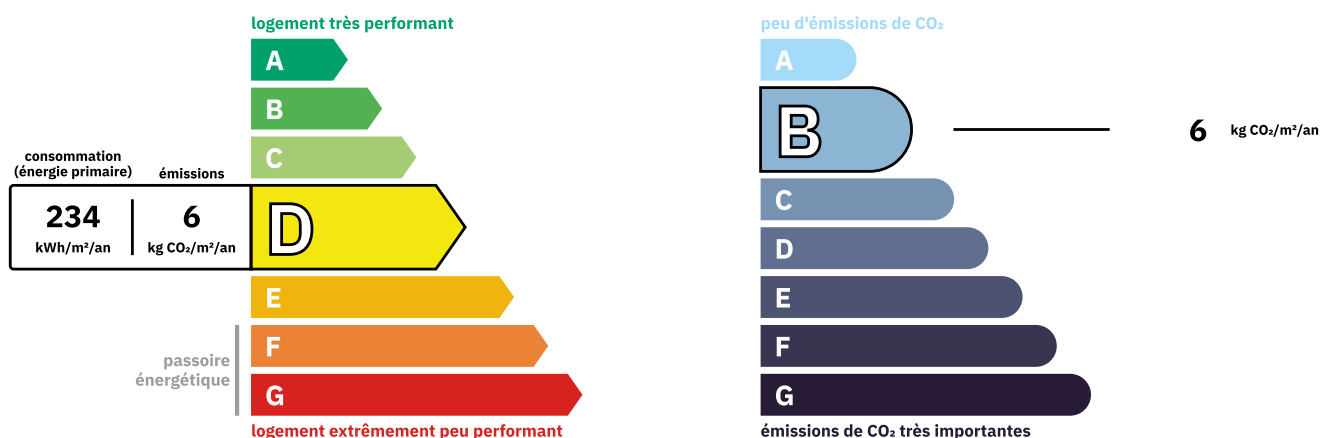 logement très performant
A
B
C
consommation
(énergie primaire)
émissions
234
kWh/m²/an
6
kg CO₂/m²/an
D
E
F
passoire
énergétique
G
logement extrêmement peu performant
peu d'émissions de CO₂
A
B
6 kg CO₂/m²/an
C
D
E
F
G
émissions de CO₂ très importantes